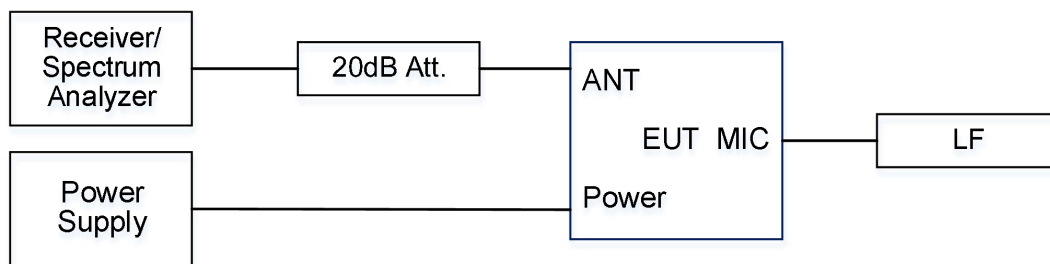 Receiver/
Spectrum
Analyzer
20dB Att.
ANT
EUT MIC
LF
Power
Supply
Power